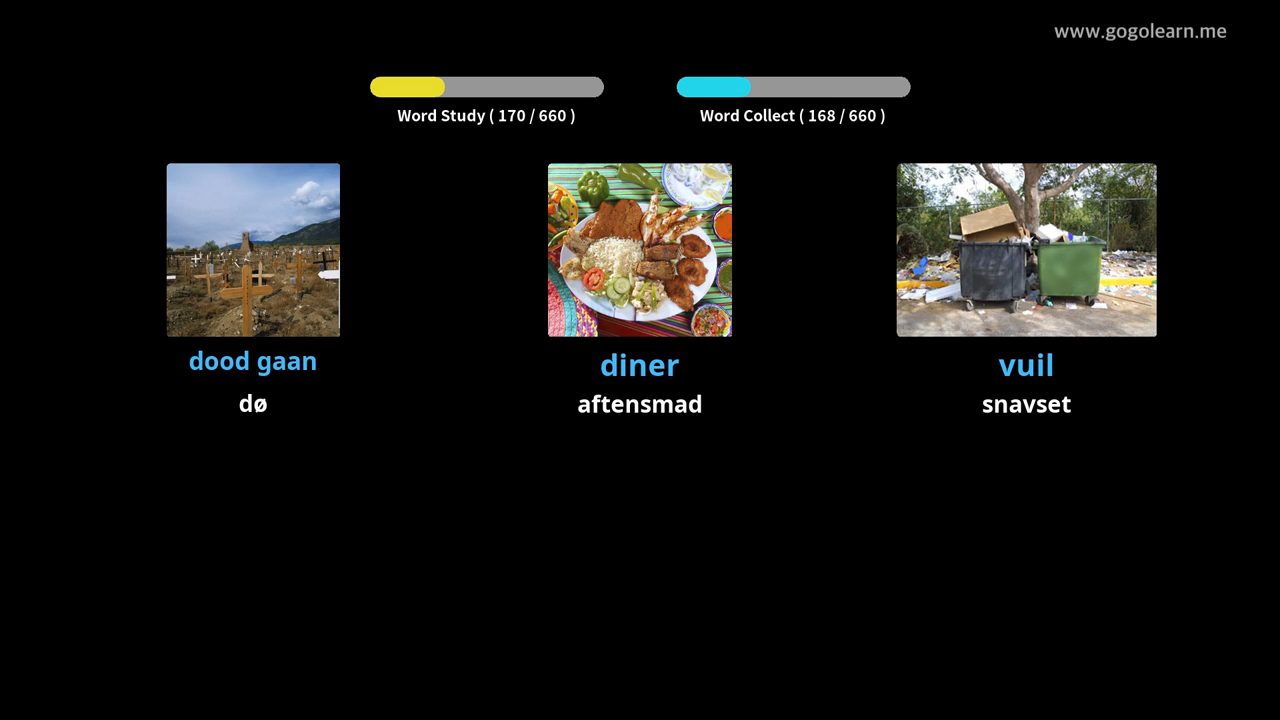 www.gogolearn.me
Word Study ( 170 / 660 )
Word Collect ( 168 / 660 )
dood gaan
dø
diner
aftensmad
vuil
snavset